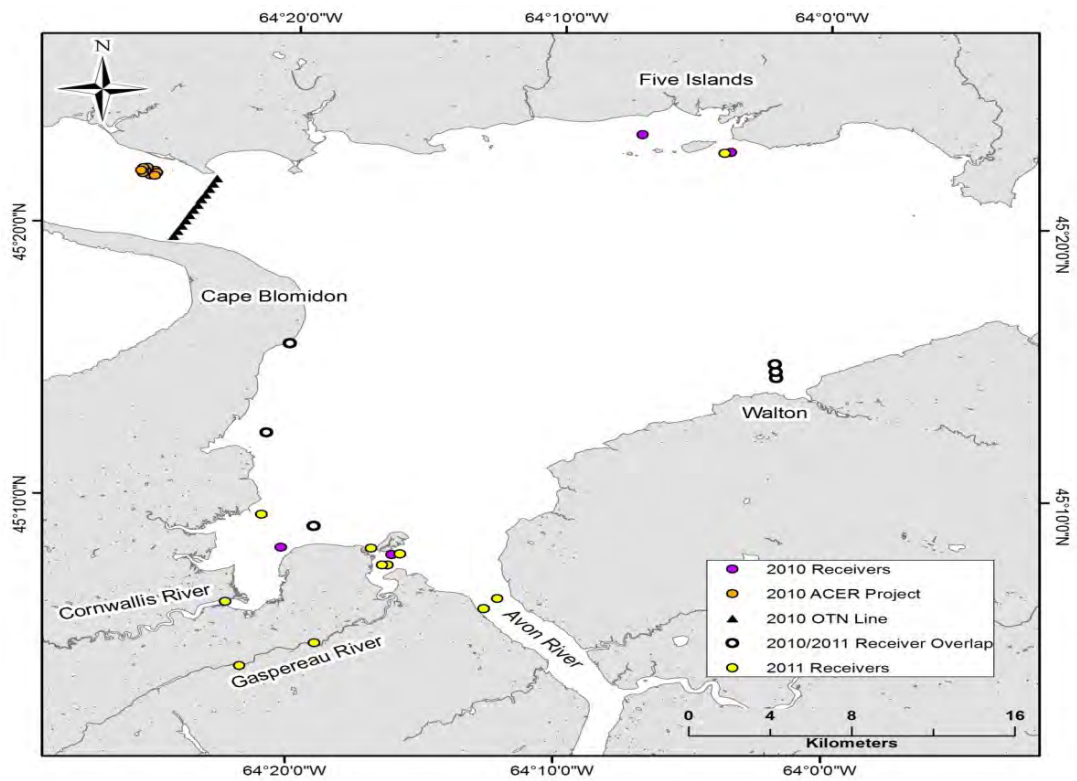 64°20'0"W 64°10'0"W 64°0'0"W
N
Five Islands
45°20'0"N 45°20'0"N
Cape Blomidon
Walton
45°10'0"N 45°10'0"N
Cornwallis River
Gaspereau River
Avon River
2010 Receivers
2010 ACER Project
2010 OTN Line
2010/2011 Receiver Overlap
2011 Receivers
0 4 8 16
Kilometers
64°20'0"W 64°10'0"W 64°0'0"W